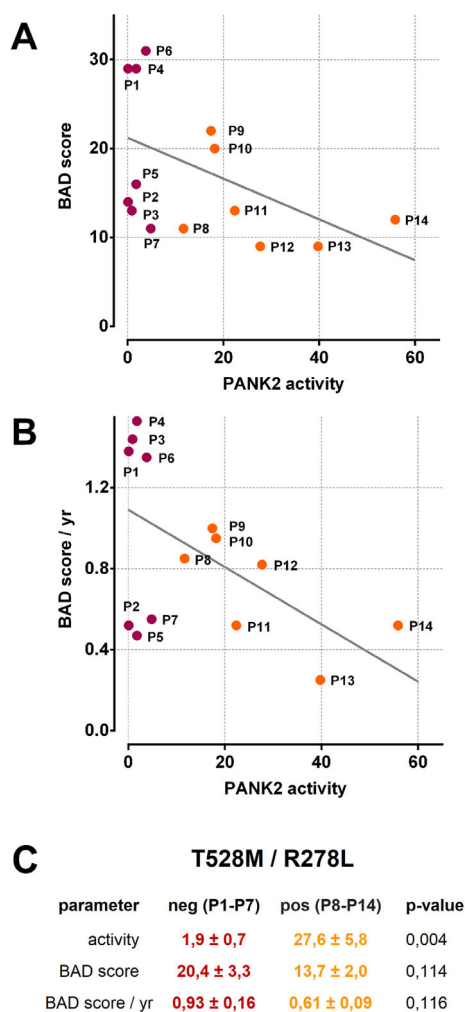 A
P6
30
P4
P1
P9
20
P10
P5
P2
P11
P14
P3
10
P8
P12
P13
P7
0
BAD score
0 20 40 60
PANK2 activity
B
P4
P3
P6
P1
1.2
P9
P10
P8
P12
0.8
P2
P7
P11
P14
P5
0.4
P13
0.0
BAD score / yr
0 20 40 60
PANK2 activity
C T528M / R278L
parameter neg (P1-P7) pos (P8-P14) p-value
activity 1,9 ± 0,7 27,6 ± 5,8 0,004
BAD score 20,4 ± 3,3 13,7 ± 2,0 0,114
BAD score / yr 0,93 ± 0,16 0,61 ± 0,09 0,116